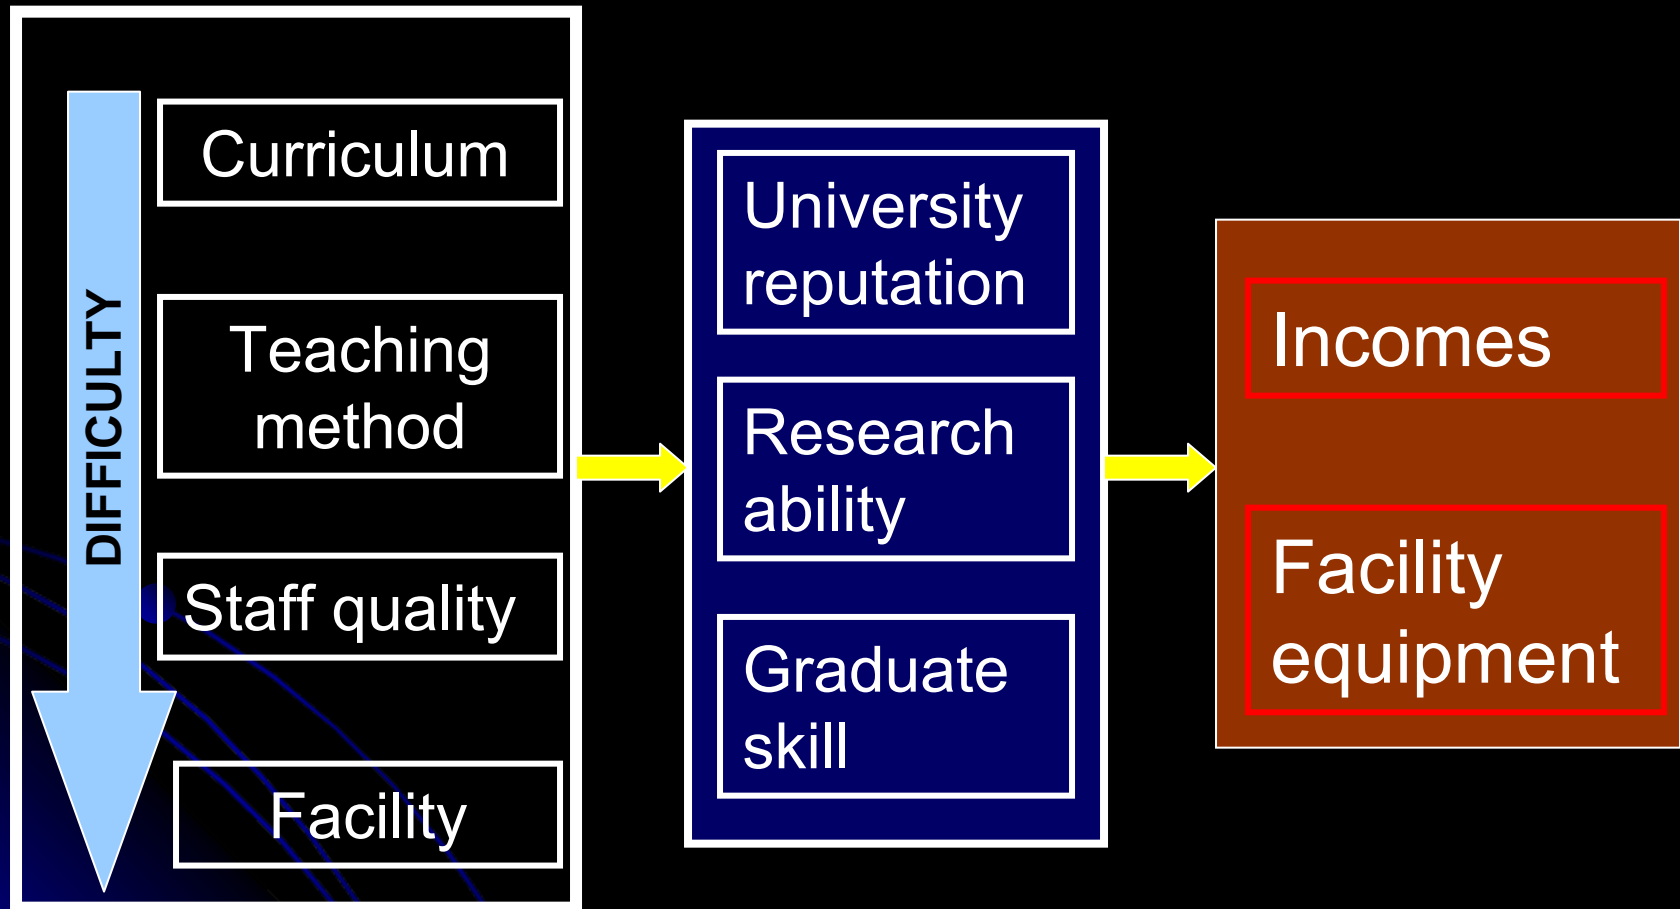 DIFFICULTY
Curriculum
Teaching
method
Staff quality
Facility
University
reputation
Research
ability
Graduate
skill
Incomes
Facility
equipment